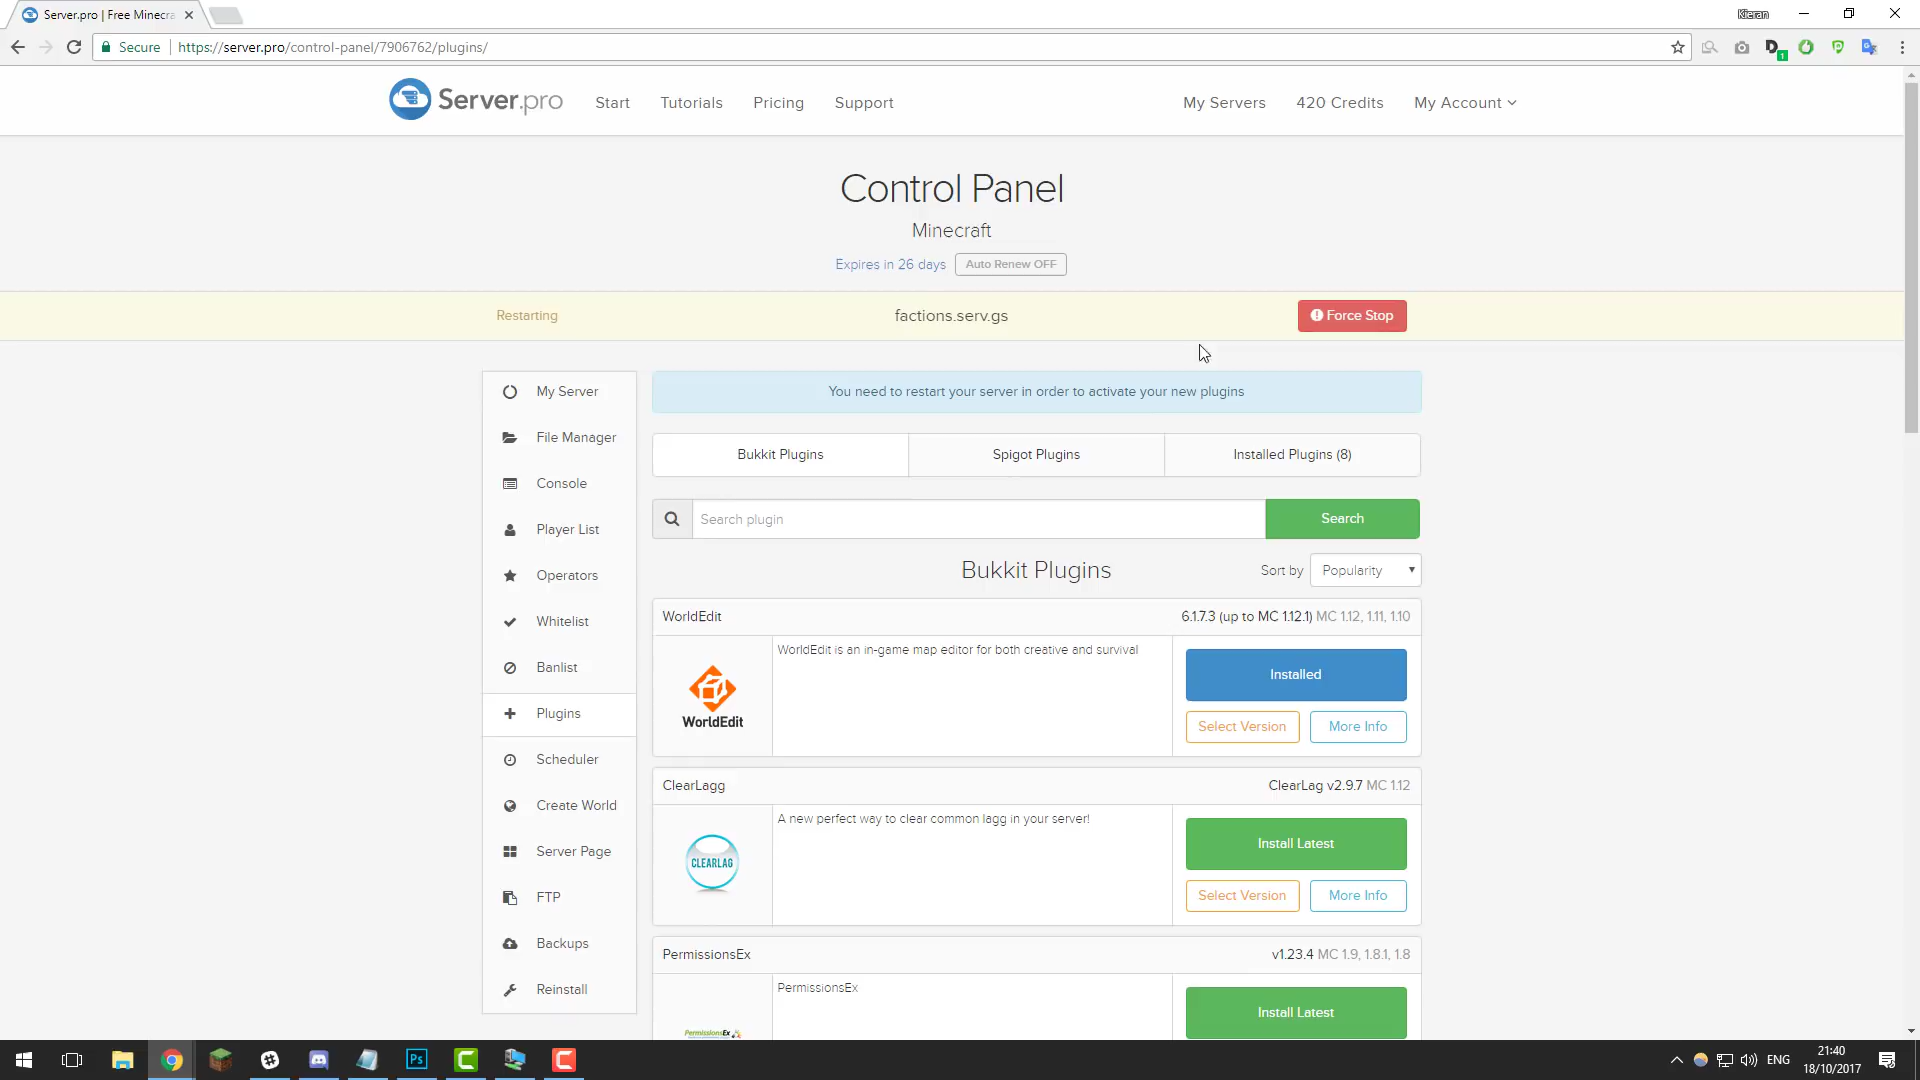 Server.pro | Free Minecra
Kieran
Secure
https://server.pro/control-panel/7906762/plugins/
1
Server.pro
Start
Tutorials
Pricing
Support
My Servers
420 Credits
My Account
Control Panel
Minecraft
Expires in 26 days
Auto Renew OFF
Restarting
factions.serv.gs
Force Stop
My Server
File Manager
Console
Player List
Operators
Whitelist
Banlist
Plugins
Scheduler
Create World
Server Page
FTP
Backups
Reinstall
You need to restart your server in order to activate your new plugins
Bukkit Plugins
Spigot Plugins
Installed Plugins (8)
Search plugin
Search
Bukkit Plugins
Sort by
Popularity
WorldEdit
6.1.7.3 (up to MC 1.12.1) MC 1.12, 1.11, 1.10
WorldEdit
WorldEdit is an in-game map editor for both creative and survival
Installed
Select Version
More Info
ClearLagg
ClearLag v2.9.7 MC 1.12
CLEARLAG
A new perfect way to clear common lagg in your server!
Install Latest
Select Version
More Info
PermissionsEx
v1.23.4 MC 1.9, 1.8.1, 1.8
PermissionsEx
PermissionsEx
Install Latest
Ps
ENG
21:40
18/10/2017